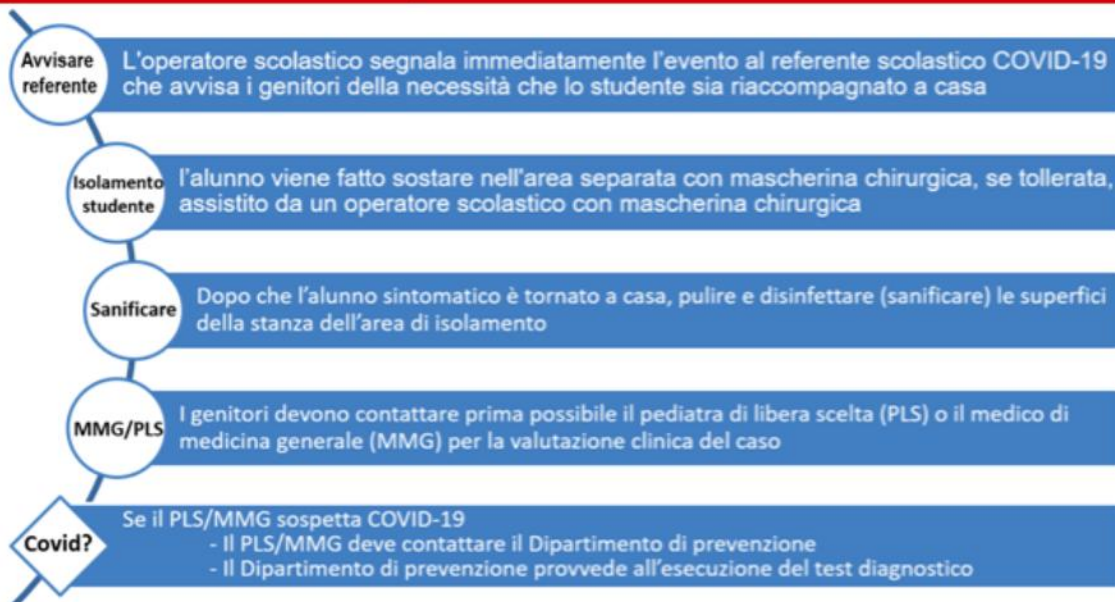 Avvisare
referente
L'operatore scolastico segnala immediatamente l'evento al referente scolastico COVID-19
che avvisa i genitori della necessità che lo studente sia riaccompagnato a casa
Isolamento
studente
l'alunno viene fatto sostare nell'area separata con mascherina chirurgica, se tollerata,
assistito da un operatore scolastico con mascherina chirurgica
Sanificare
Dopo che l'alunno sintomatico è tornato a casa, pulire e disinfettare (sanificare) le superfici
della stanza dell'area di isolamento
MMG/PLS
I genitori devono contattare prima possibile il pediatra di libera scelta (PLS) o il medico di
medicina generale (MMG) per la valutazione clinica del caso
Covid?
Se il PLS/MMG sospetta COVID-19
- Il PLS/MMG deve contattare il Dipartimento di prevenzione
- Il Dipartimento di prevenzione provvede all'esecuzione del test diagnostico